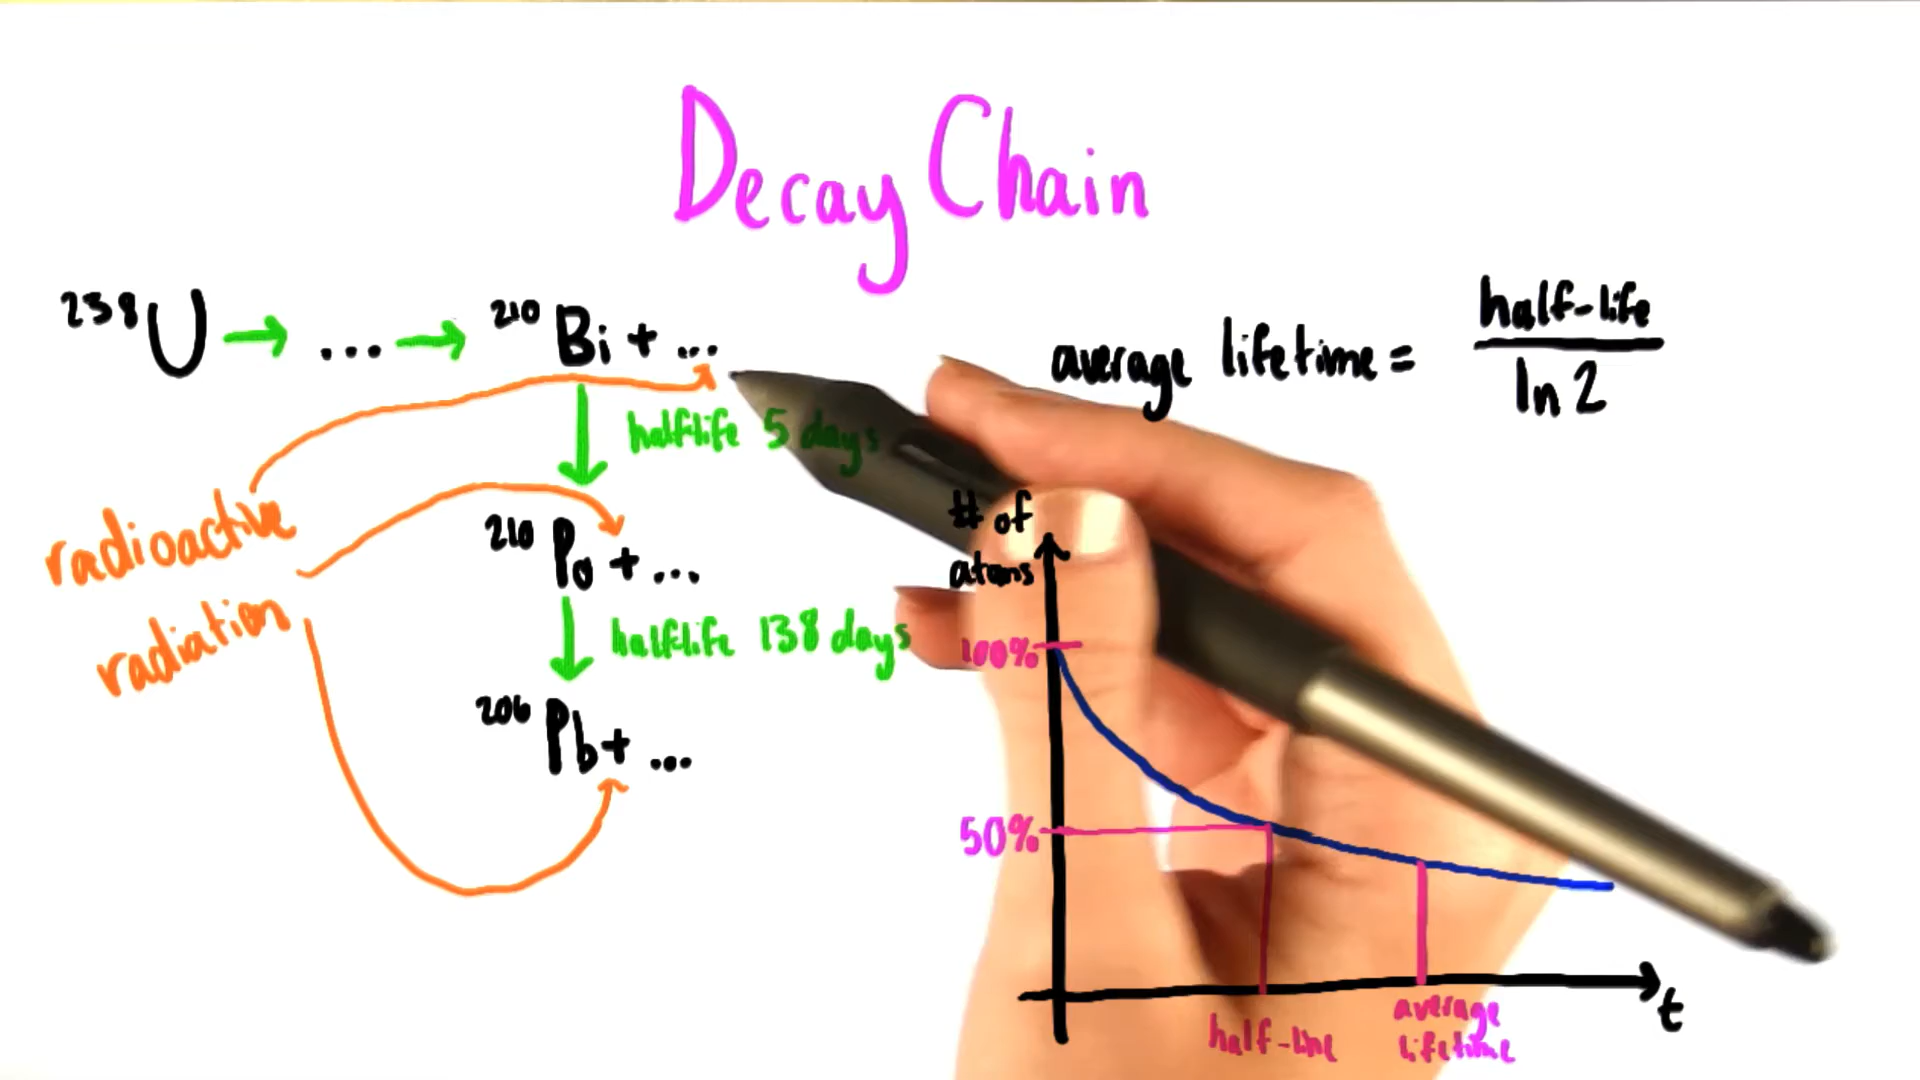 Decay Chain
²³⁸U → ... → ²¹⁰Bi + ...
average lifetime = half-life / ln 2
halflife 5 days
radioactive
radiation
²¹⁰Po + ...
halflife 138 days
²⁰⁶Pb + ...
# of
atoms
100%
50%
t
half-line
average
lifetime